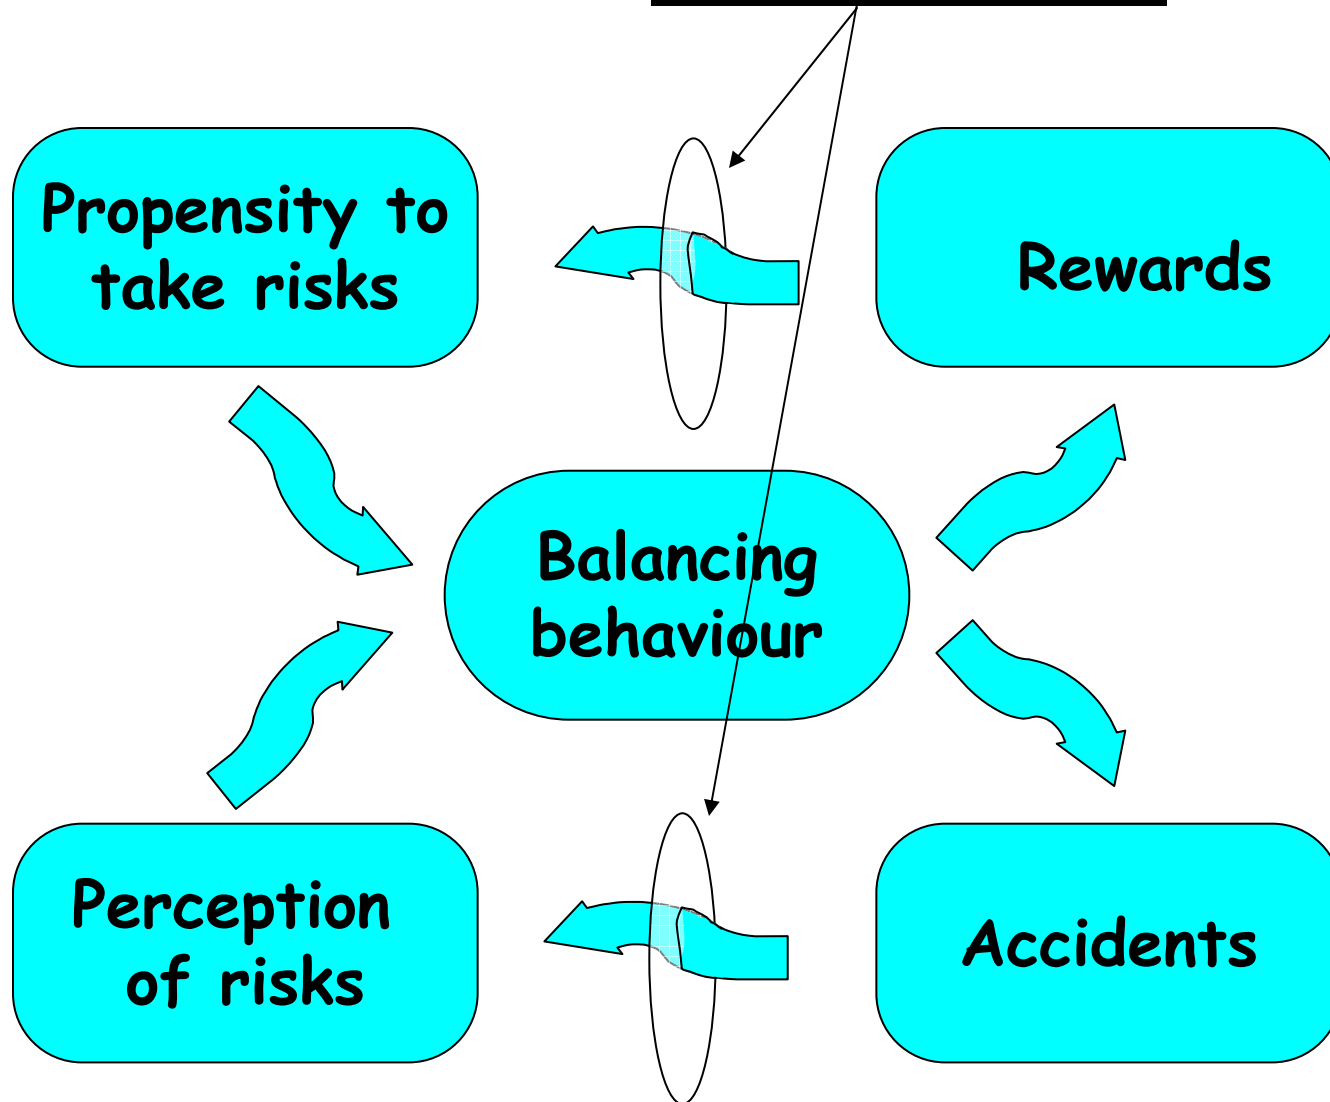 Propensity to
take risks
Rewards
Balancing
behaviour
Perception
of risks
Accidents